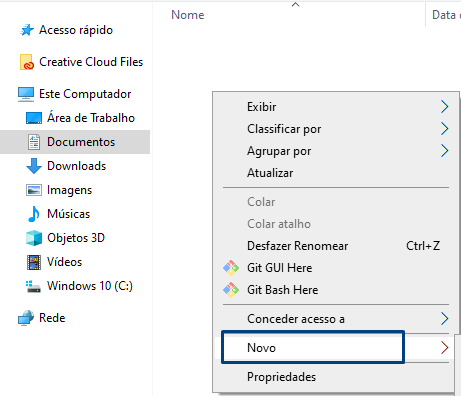 Nome
Data
Acesso rápido
Creative Cloud Files
Este Computador
Área de Trabalho
Documentos
Downloads
Imagens
Músicas
Objetos 3D
Vídeos
Windows 10 (C:)
Rede
Exibir
Classificar por
Agrupar por
Atualizar
Colar
Colar atalho
Desfazer Renomear Ctrl+Z
Git GUI Here
Git Bash Here
Conceder acesso a
Novo
Propriedades